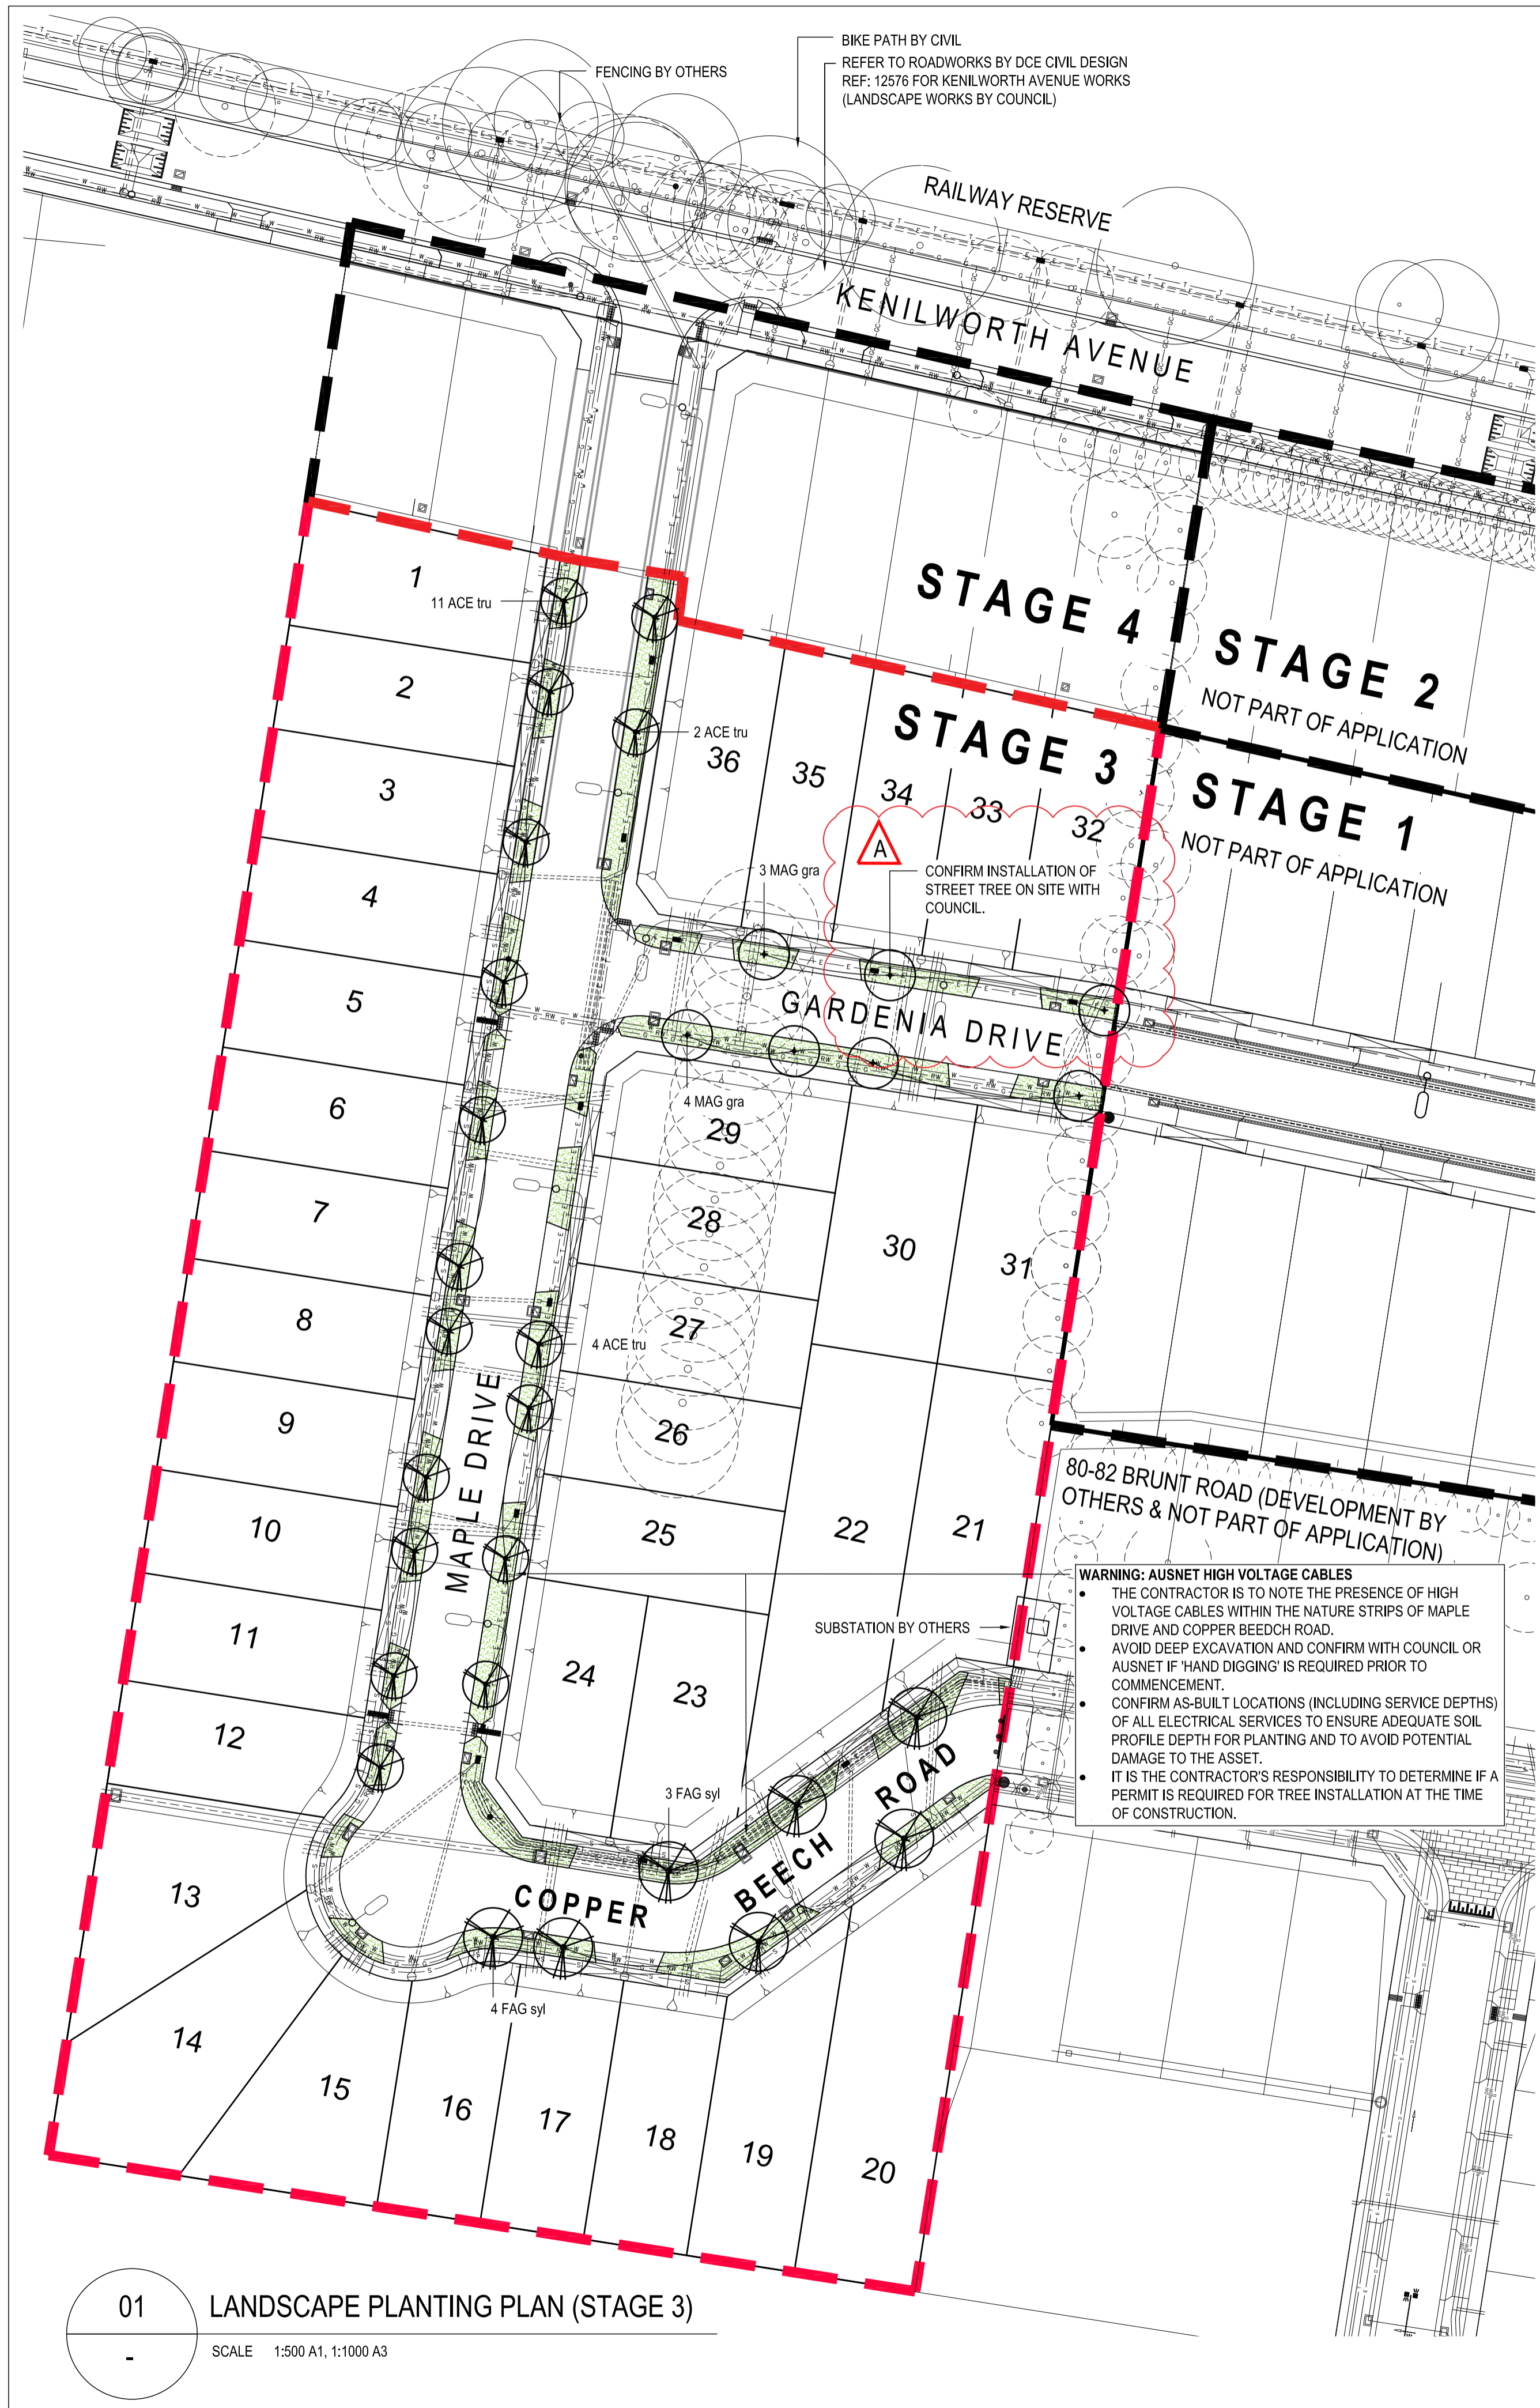 BIKE PATH BY CIVIL
REFER TO ROADWORKS BY DCE CIVIL DESIGN
REF: 12576 FOR KENILWORTH AVENUE WORKS
(LANDSCAPE WORKS BY COUNCIL)
FENCING BY OTHERS
RAILWAY RESERVE
KENILWORTH AVENUE
STAGE 4
STAGE 2
NOT PART OF APPLICATION
STAGE 3
STAGE 1
NOT PART OF APPLICATION
1
11 ACE tru
2
2 ACE tru
36
35
34
33
32
3
A
CONFIRM INSTALLATION OF
STREET TREE ON SITE WITH
COUNCIL.
3 MAG gra
4
GARDENIA DRIVE
5
4 MAG gra
6
29
7
28
30
31
8
27
4 ACE tru
MAPLE DRIVE
9
26
10
25
22
21
80-82 BRUNT ROAD (DEVELOPMENT BY
OTHERS & NOT PART OF APPLICATION)
WARNING: AUSNET HIGH VOLTAGE CABLES
• THE CONTRACTOR IS TO NOTE THE PRESENCE OF HIGH
VOLTAGE CABLES WITHIN THE NATURE STRIPS OF MAPLE
DRIVE AND COPPER BEEDCH ROAD.
• AVOID DEEP EXCAVATION AND CONFIRM WITH COUNCIL OR
AUSNET IF 'HAND DIGGING' IS REQUIRED PRIOR TO
COMMENCEMENT.
• CONFIRM AS-BUILT LOCATIONS (INCLUDING SERVICE DEPTHS)
OF ALL ELECTRICAL SERVICES TO ENSURE ADEQUATE SOIL
PROFILE DEPTH FOR PLANTING AND TO AVOID POTENTIAL
DAMAGE TO THE ASSET.
• IT IS THE CONTRACTOR'S RESPONSIBILITY TO DETERMINE IF A
PERMIT IS REQUIRED FOR TREE INSTALLATION AT THE TIME
OF CONSTRUCTION.
SUBSTATION BY OTHERS
11
24
23
12
3 FAG syl
COPPER BEECH ROAD
13
4 FAG syl
14
15
16
17
18
19
20
01
-
LANDSCAPE PLANTING PLAN (STAGE 3)
SCALE 1:500 A1, 1:1000 A3